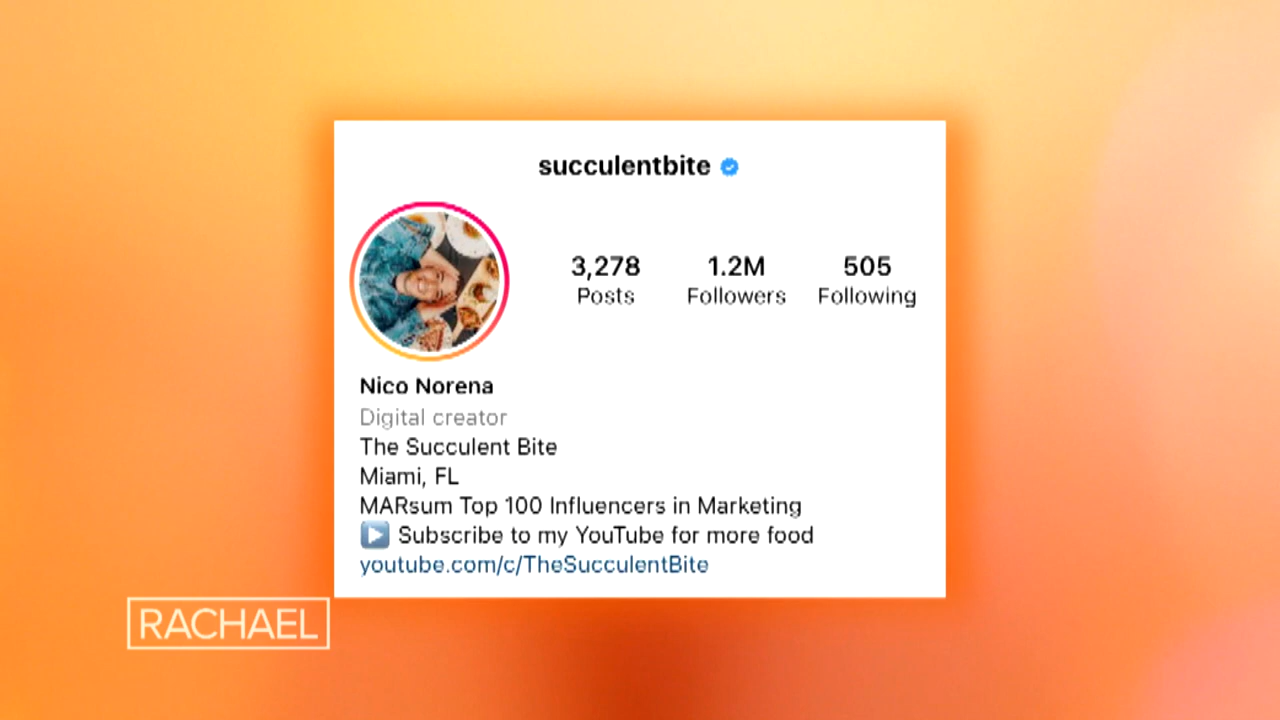 succulentbite
3,278 1.2M 505
Posts Followers Following
Nico Norena
Digital creator
The Succulent Bite
Miami, FL
MARsum Top 100 Influencers in Marketing
Subscribe to my YouTube for more food
youtube.com/c/TheSucculentBite
RACHAEL